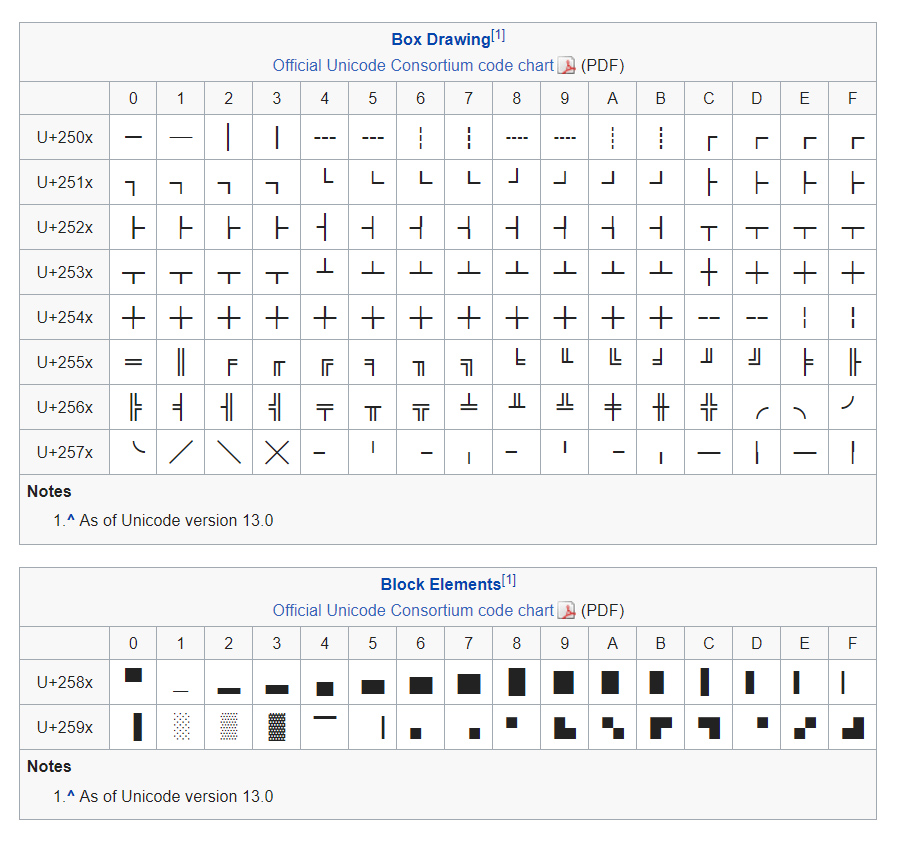 Box Drawing[1]
Official Unicode Consortium code chart (PDF)
0 1 2 3 4 5 6 7 8 9 A B C D E F
U+250x ─ ━ │ ┃ ┄ ┅ ┆ ┇ ┈ ┉ ┊ ┋ ┌ ┍ ┎ ┏
U+251x ┐ ┑ ┒ ┓ └ ┕ ┖ ┗ ┘ ┙ ┚ ┛ ├ ┝ ┞ ┟
U+252x ┠ ┡ ┢ ┣ ┤ ┥ ┦ ┧ ┨ ┩ ┪ ┫ ┬ ┭ ┮ ┯
U+253x ┰ ┱ ┲ ┳ ┴ ┵ ┶ ┷ ┸ ┹ ┺ ┻ ┼ ┽ ┾ ┿
U+254x ╀ ╁ ╂ ╃ ╄ ╅ ╆ ╇ ╈ ╉ ╊ ╋ ╌ ╍ ╎ ╏
U+255x ═ ║ ╒ ╓ ╔ ╕ ╖ ╗ ╘ ╙ ╚ ╛ ╜ ╝ ╞ ╟
U+256x ╠ ╡ ╢ ╣ ╤ ╥ ╦ ╧ ╨ ╩ ╪ ╫ ╬ ╭ ╮ ╯
U+257x ╰ ╱ ╲ ╳ ╴ ╵ ╶ ╷ ╸ ╹ ╺ ╻ ╼ ╽ ╾ ╿
Notes
1.^ As of Unicode version 13.0
Block Elements[1]
Official Unicode Consortium code chart (PDF)
0 1 2 3 4 5 6 7 8 9 A B C D E F
U+258x ▀ ▁ ▂ ▃ ▄ ▅ ▆ ▇ █ ▉ ▊ ▋ ▌ ▍ ▎ ▏
U+259x ▐ ░ ▒ ▓ ▔ ▕ ▖ ▗ ▘ ▙ ▚ ▛ ▜ ▝ ▞ ▟
Notes
1.^ As of Unicode version 13.0